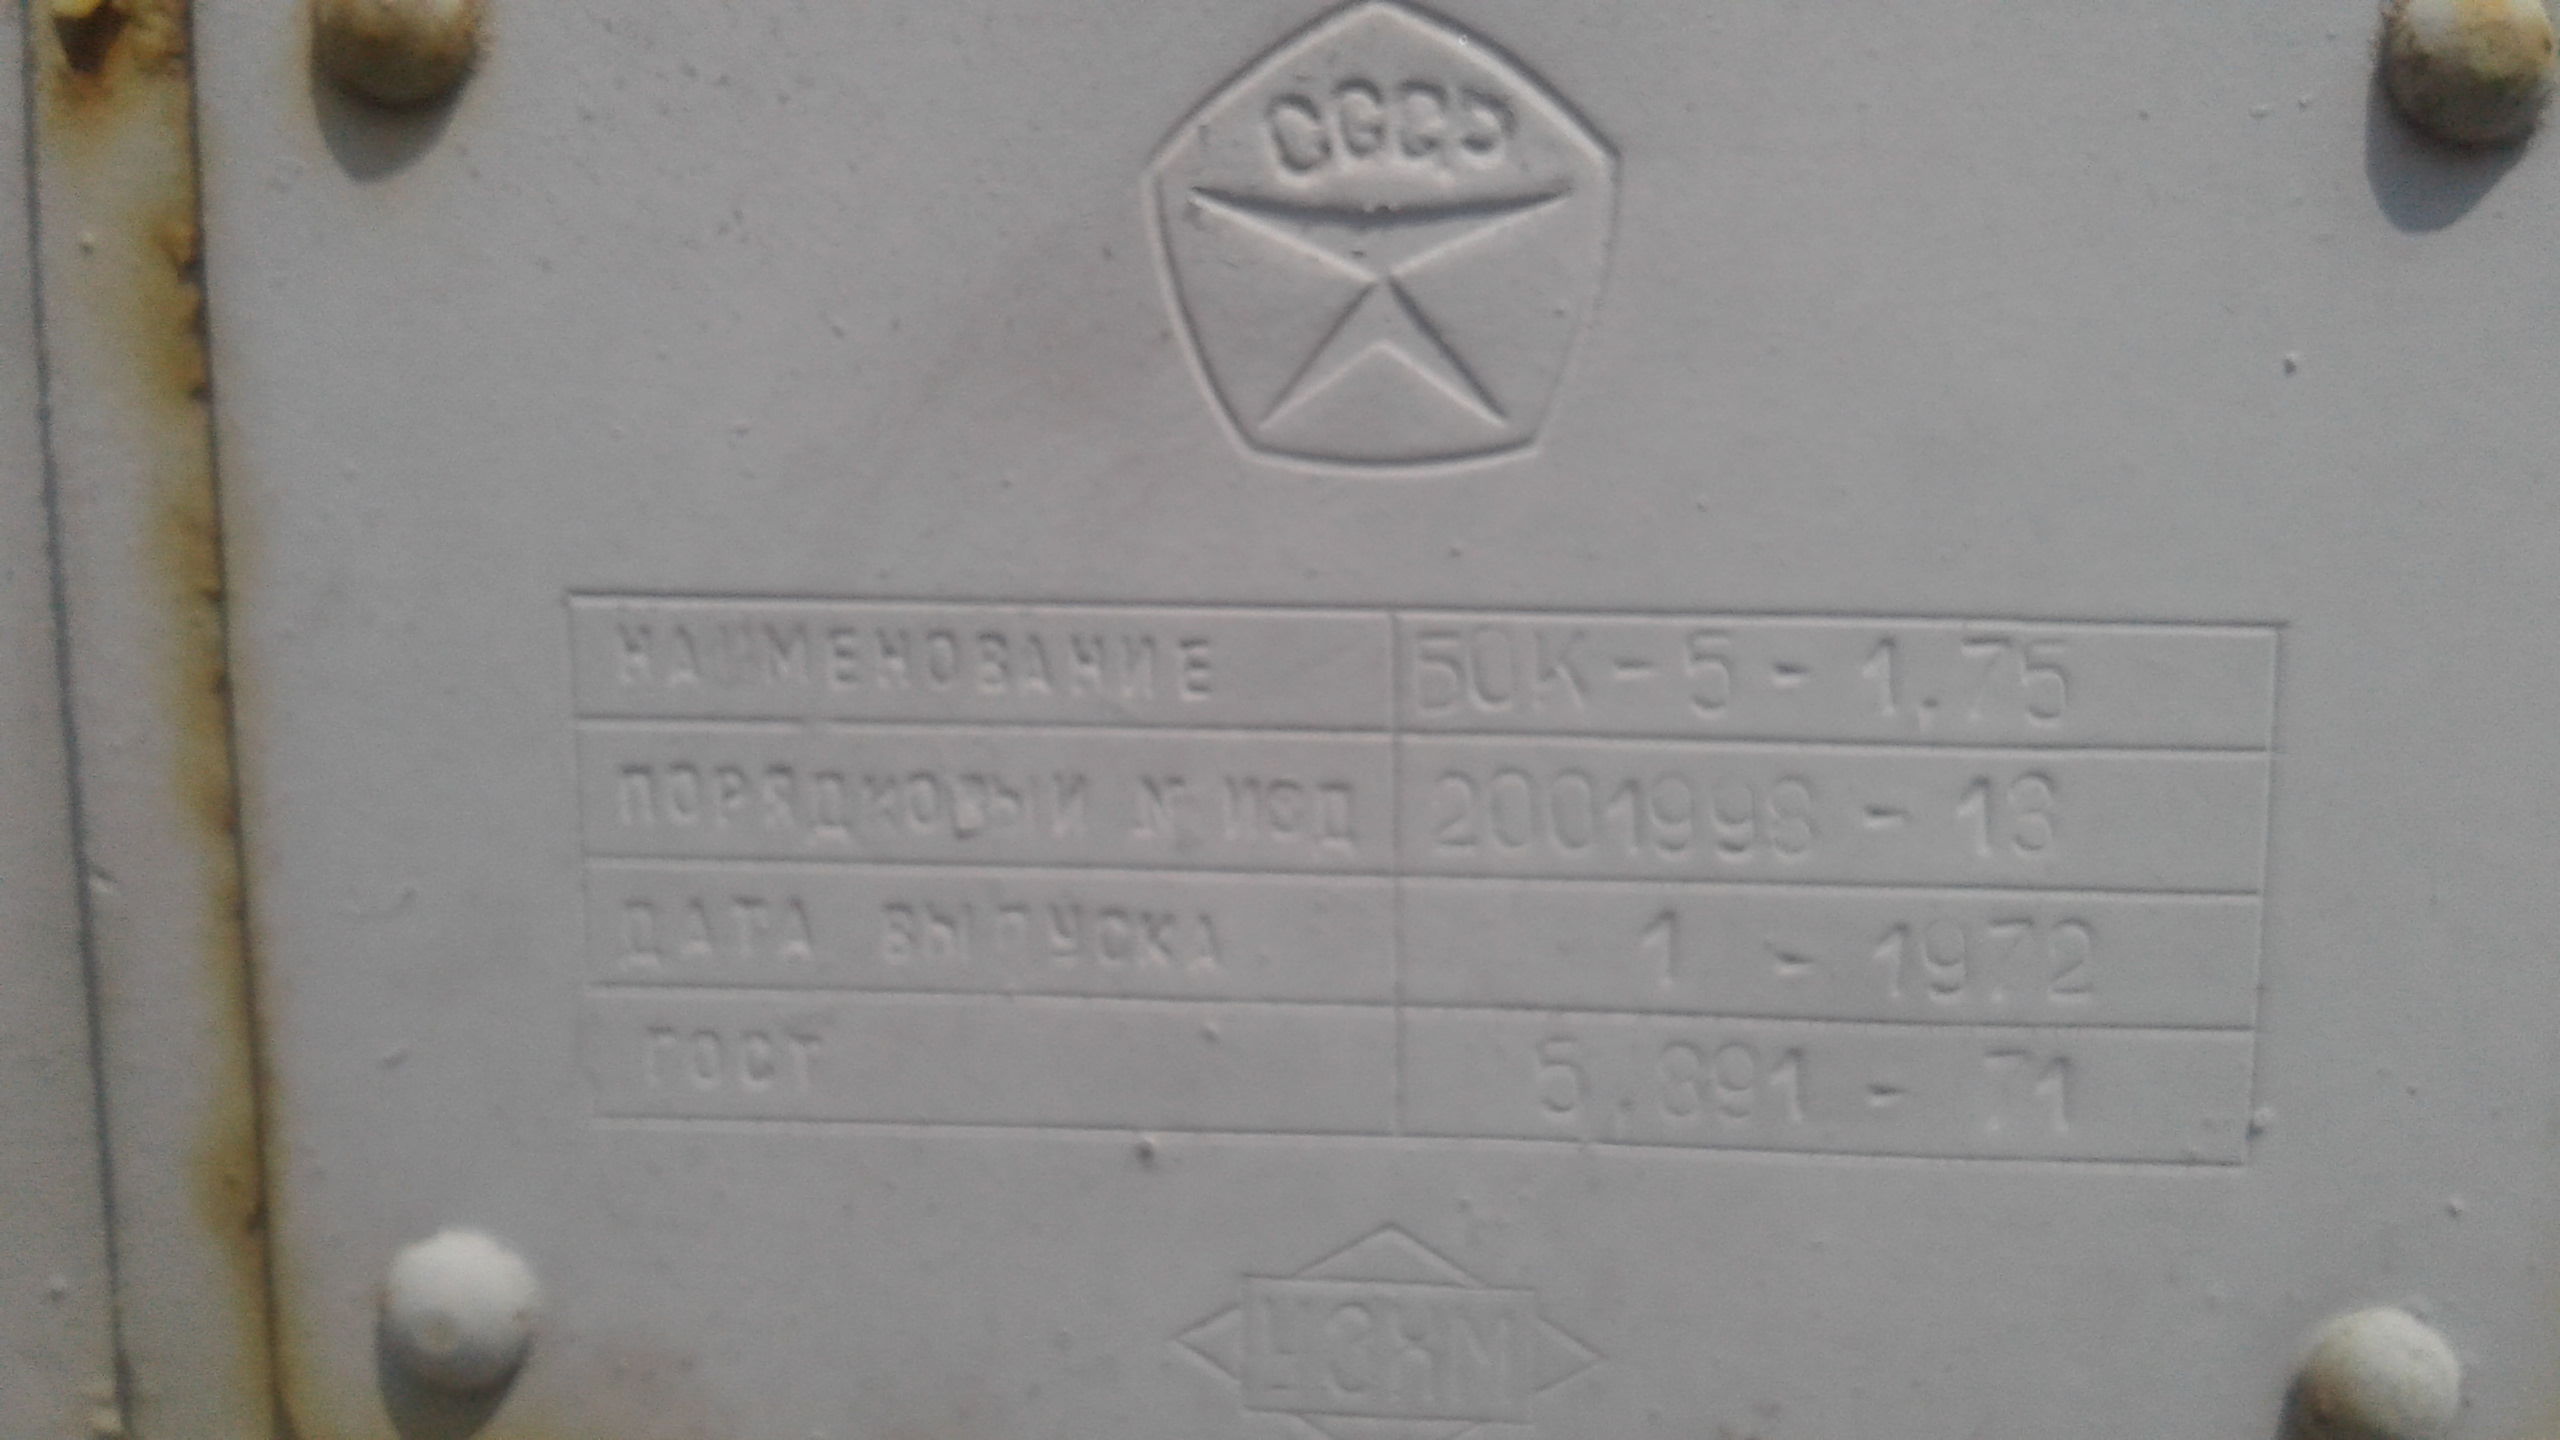 СССР
НАИМЕНОВАНИЕ БОК-5-1,75
ПОРЯДКОВЫЙ № ИЗД 2001998-13
ДАТА ВЫПУСКА 1 - 1972
ГОСТ 5.891 - 71
ЧЗХМ